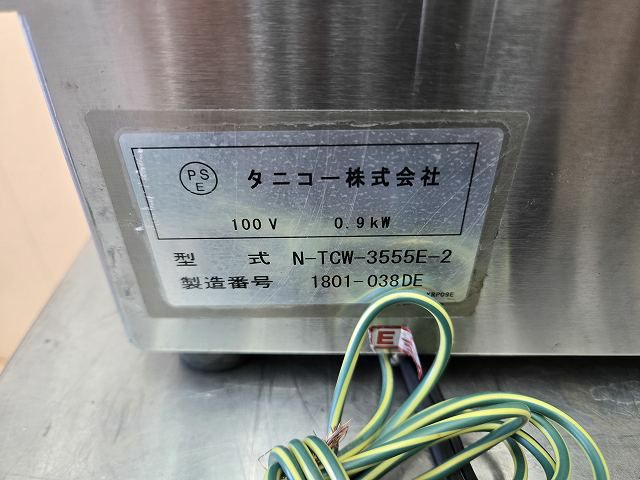 PS
E
タニコー株式会社
100V 0.9kW
型式 N-TCW-3555E-2
製造番号 1801-038DE
E